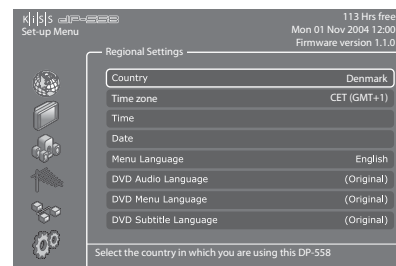 KiSS DP-558
113 Hrs free
Set-up Menu
Mon 01 Nov 2004 12:00
Firmware version 1.1.0
Regional Settings
Country Denmark
Time zone CET (GMT+1)
Time
Date
Menu Language English
DVD Audio Language (Original)
DVD Menu Language (Original)
DVD Subtitle Language (Original)
Select the country in which you are using this DP-558